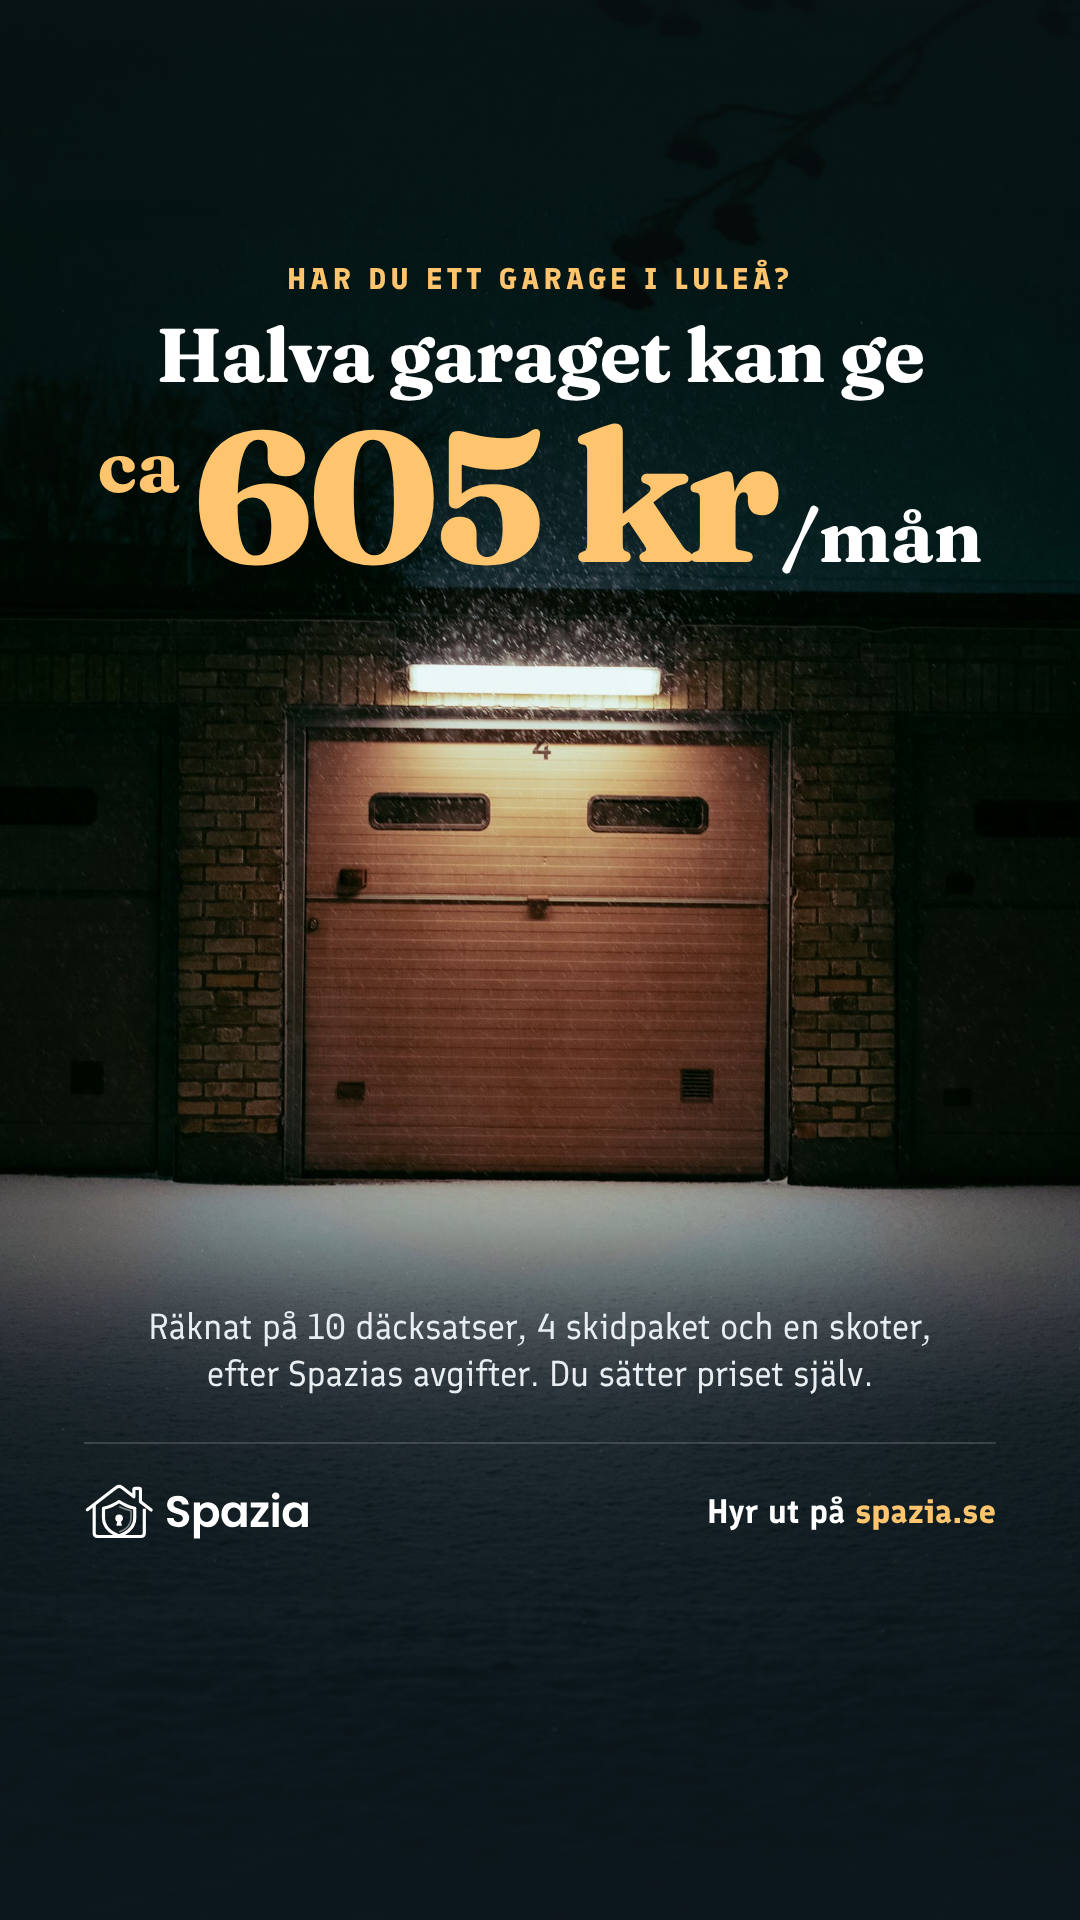 HAR DU ETT GARAGE I LULEÅ?
Halva garaget kan ge
ca 605 kr/mån
4
Räknat på 10 däcksatser, 4 skidpaket och en skoter,
efter Spazias avgifter. Du sätter priset själv.
Spazia
Hyr ut på spazia.se